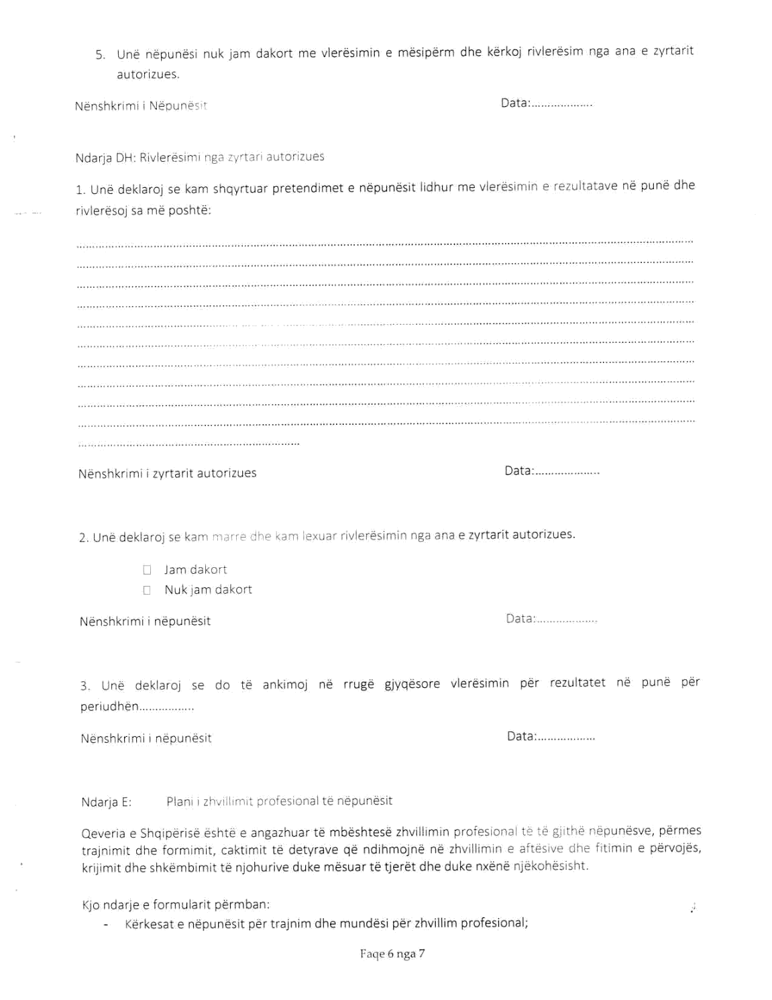 5. Unë nëpunësi nuk jam dakort me vlerësimin e mësipërm dhe kërkoj rivlerësim nga ana e zyrtarit
autorizues.
Nënshkrimi i Nëpunësit Data:...................
Ndarja DH: Rivlerësimi nga zyrtari autorizues
1. Unë deklaroj se kam shqyrtuar pretendimet e nëpunësit lidhur me vlerësimin e rezultatave në punë dhe
rivlerësoj sa më poshtë:
Nënshkrimi i zyrtarit autorizues Data:....................
2. Unë deklaroj se kam marre dhe kam lexuar rivlerësimin nga ana e zyrtarit autorizues.
☐ Jam dakort
☐ Nuk jam dakort
Nënshkrimi i nëpunësit Data:...................
3. Unë deklaroj se do të ankimoj në rrugë gjyqësore vlerësimin për rezultatet në punë për
periudhën.................
Nënshkrimi i nëpunësit Data:..................
Ndarja E: Plani i zhvillimit profesional të nëpunësit
Qeveria e Shqipërisë është e angazhuar të mbështesë zhvillimin profesional të të gjithë nëpunësve, përmes
trajnimit dhe formimit, caktimit të detyrave që ndihmojnë në zhvillimin e aftësive dhe fitimin e përvojës,
krijimit dhe shkëmbimit të njohurive duke mësuar të tjerët dhe duke nxënë njëkohësisht.
Kjo ndarje e formularit përmban:
- Kërkesat e nëpunësit për trajnim dhe mundësi për zhvillim profesional;
Faqe 6 nga 7